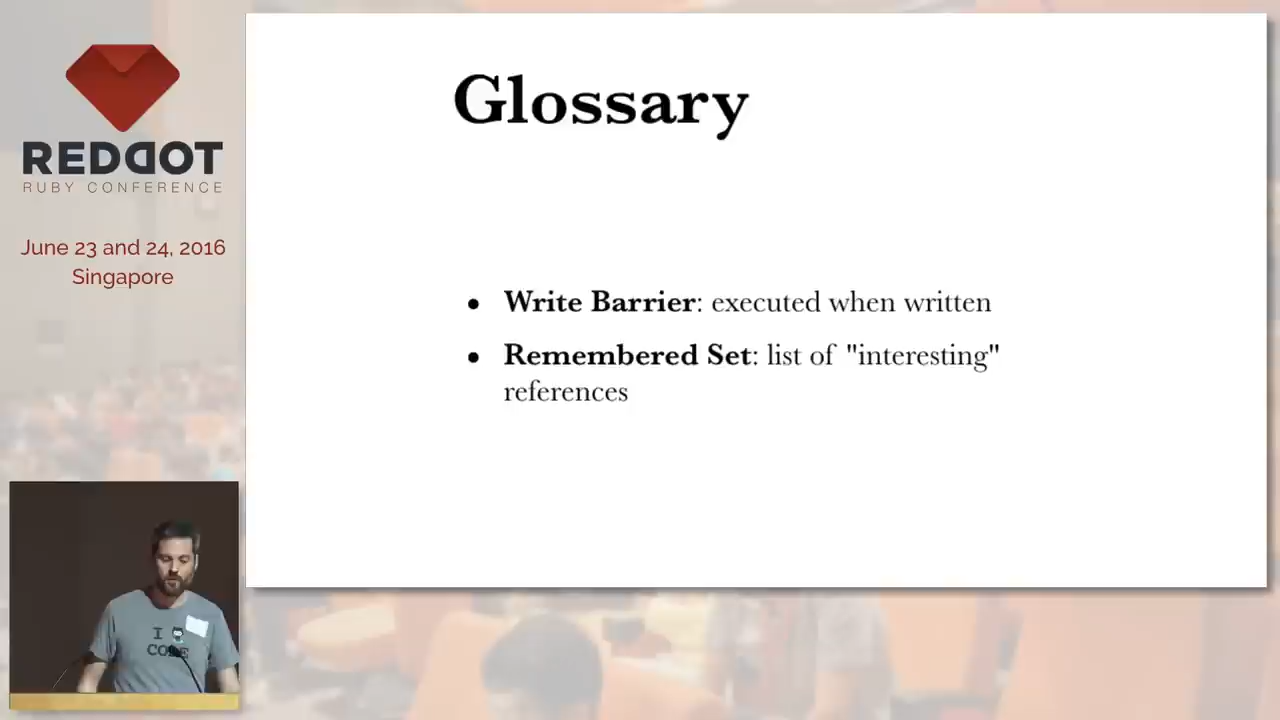 REDDOT
RUBY CONFERENCE
June 23 and 24, 2016
Singapore
Glossary
• Write Barrier: executed when written
• Remembered Set: list of "interesting"
references
I
CODE